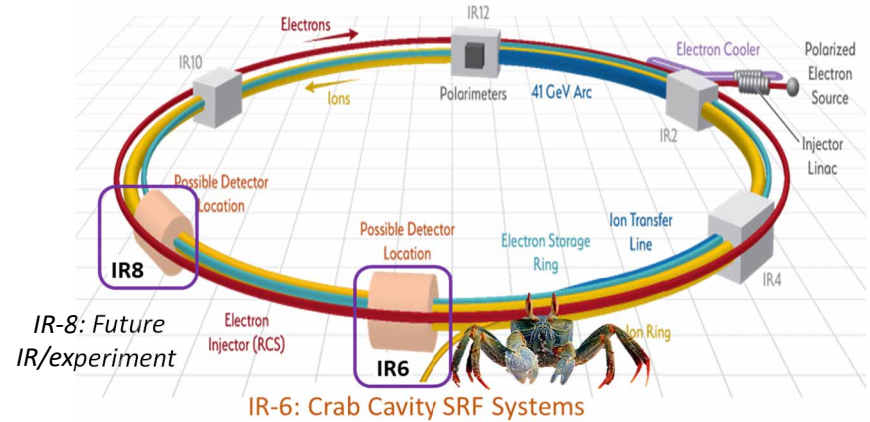 IR12
Electrons
IR10
Electron Cooler
Polarized
Electron
Source
Ions
Polarimeters
41 GeV Arc
IR2
Injector
Linac
Possible Detector
Location
Possible Detector
Location
Ion Transfer
Line
Electron Storage
Ring
IR8
IR4
IR-8: Future
IR/experiment
Electron
Injector (RCS)
IR6
Ion Ring
IR-6: Crab Cavity SRF Systems